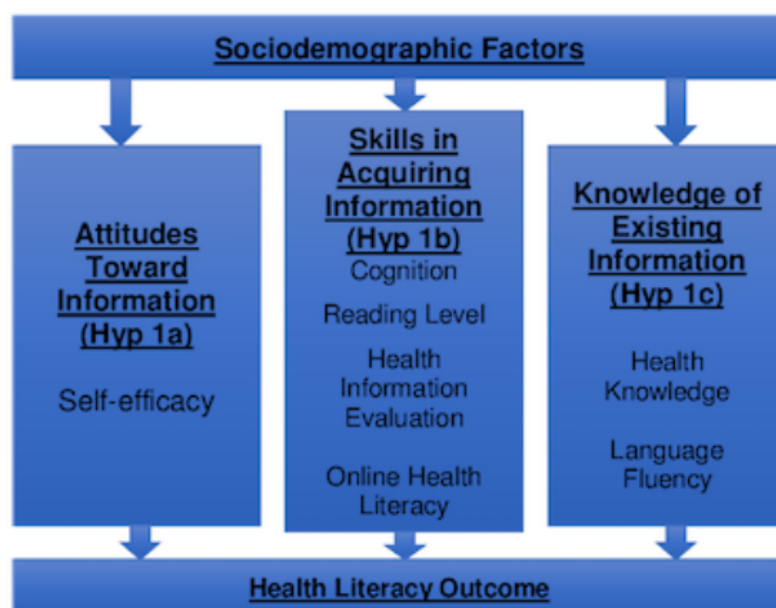 Sociodemographic Factors
Attitudes
Toward
Information
(Hyp 1a)
Self-efficacy
Skills in
Acquiring
Information
(Hyp 1b)
Cognition
Reading Level
Health
Information
Evaluation
Online Health
Literacy
Knowledge of
Existing
Information
(Hyp 1c)
Health
Knowledge
Language
Fluency
Health Literacy Outcome